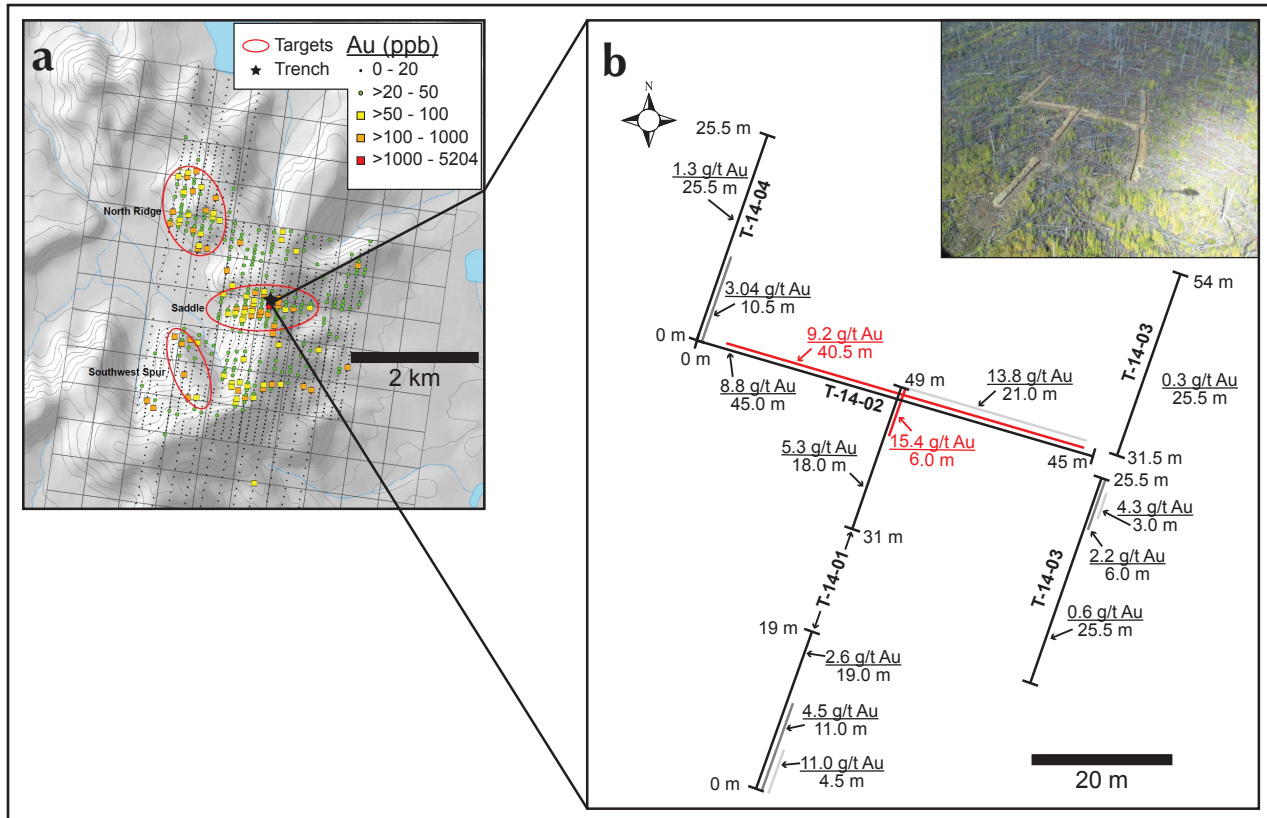 a
Targets
Trench
Au (ppb)
0 - 20
>20 - 50
>50 - 100
>100 - 1000
>1000 - 5204
North Ridge
Saddle
Southwest Spur
2 km
b
N
25.5 m
1.3 g/t Au
25.5 m
T-14-04
3.04 g/t Au
10.5 m
0 m
0 m
9.2 g/t Au
40.5 m
8.8 g/t Au
45.0 m
T-14-02
49 m
13.8 g/t Au
21.0 m
15.4 g/t Au
6.0 m
45 m
5.3 g/t Au
18.0 m
31 m
T-14-01
19 m
2.6 g/t Au
19.0 m
4.5 g/t Au
11.0 m
11.0 g/t Au
4.5 m
0 m
54 m
T-14-03
0.3 g/t Au
25.5 m
31.5 m
25.5 m
4.3 g/t Au
3.0 m
2.2 g/t Au
6.0 m
T-14-03
0.6 g/t Au
25.5 m
20 m